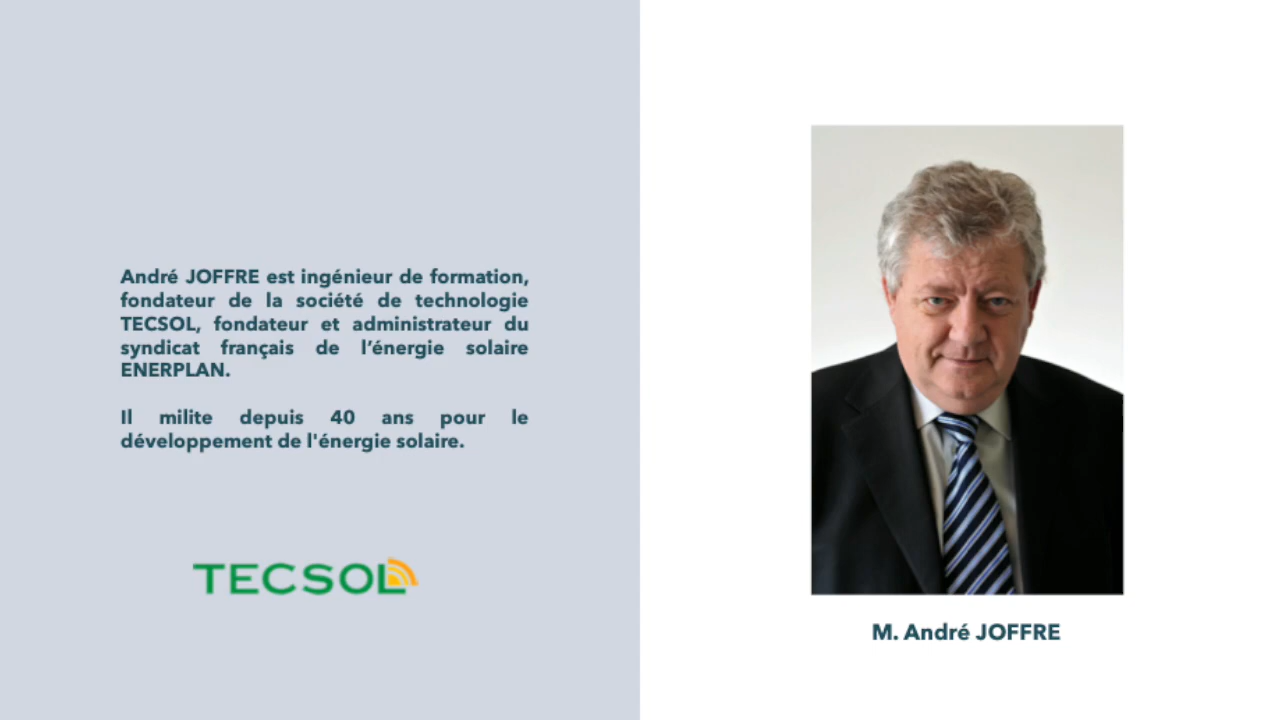 André JOFFRE est ingénieur de formation,
fondateur de la société de technologie
TECSOL, fondateur et administrateur du
syndicat français de l’énergie solaire
ENERPLAN.
Il milite depuis 40 ans pour le
développement de l'énergie solaire.
TECSOL
M. André JOFFRE